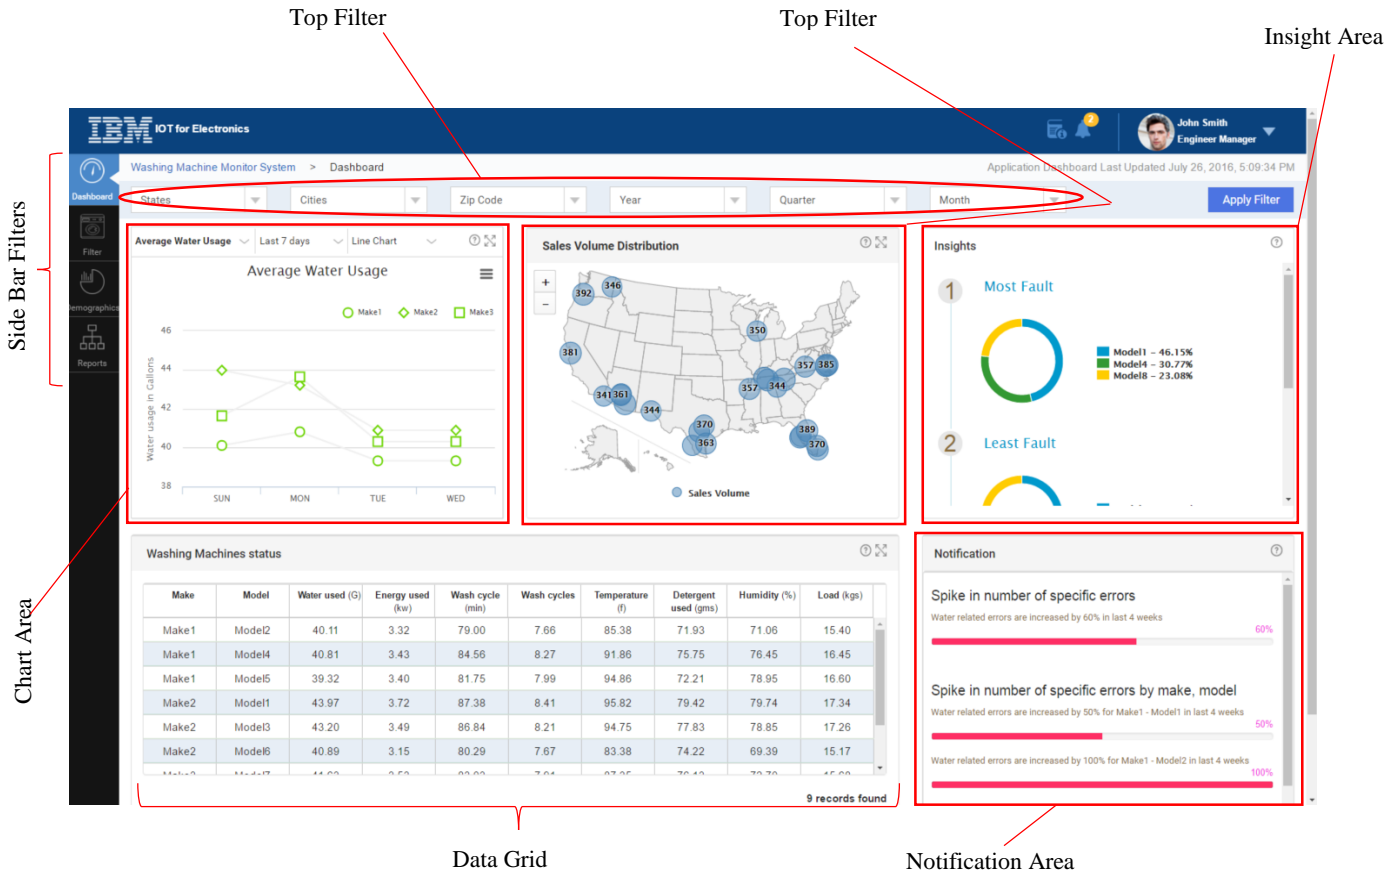 Top Filter
Top Filter
Insight Area
IBM IOT for Electronics
2
John Smith
Engineer Manager
Washing Machine Monitor System > Dashboard
Application Dashboard Last Updated July 26, 2016, 5:09:34 PM
Dashboard
States
Cities
Zip Code
Year
Quarter
Month
Apply Filter
Side Bar Filters
Filter
Demographics
Reports
Average Water Usage
Last 7 days
Line Chart
Average Water Usage
Make1
Make2
Make3
Water usage in Gallons
46
44
42
40
38
SUN
MON
TUE
WED
Sales Volume Distribution
+
-
392
346
350
381
357
385
357
344
341
361
344
370
363
389
370
Sales Volume
Insights
1
Most Fault
Model1 - 46.15%
Model4 - 30.77%
Model8 - 23.08%
2
Least Fault
Chart Area
Washing Machines status
Make Model Water used (G) Energy used (kw) Wash cycle (min) Wash cycles Temperature (f) Detergent used (gms) Humidity (%) Load (kgs)
Make1 Model2 40.11 3.32 79.00 7.66 85.38 71.93 71.06 15.40
Make1 Model4 40.81 3.43 84.56 8.27 91.86 75.75 76.45 16.45
Make1 Model5 39.32 3.40 81.75 7.99 94.86 72.21 78.95 16.60
Make2 Model1 43.97 3.72 87.38 8.41 95.82 79.42 79.74 17.34
Make2 Model3 43.20 3.49 86.84 8.21 94.75 77.83 78.85 17.26
Make2 Model6 40.89 3.15 80.29 7.67 83.38 74.22 69.39 15.17
9 records found
Notification
Spike in number of specific errors
Water related errors are increased by 60% in last 4 weeks
60%
Spike in number of specific errors by make, model
Water related errors are increased by 50% for Make1 - Model1 in last 4 weeks
50%
Water related errors are increased by 100% for Make1 - Model2 in last 4 weeks
100%
Data Grid
Notification Area